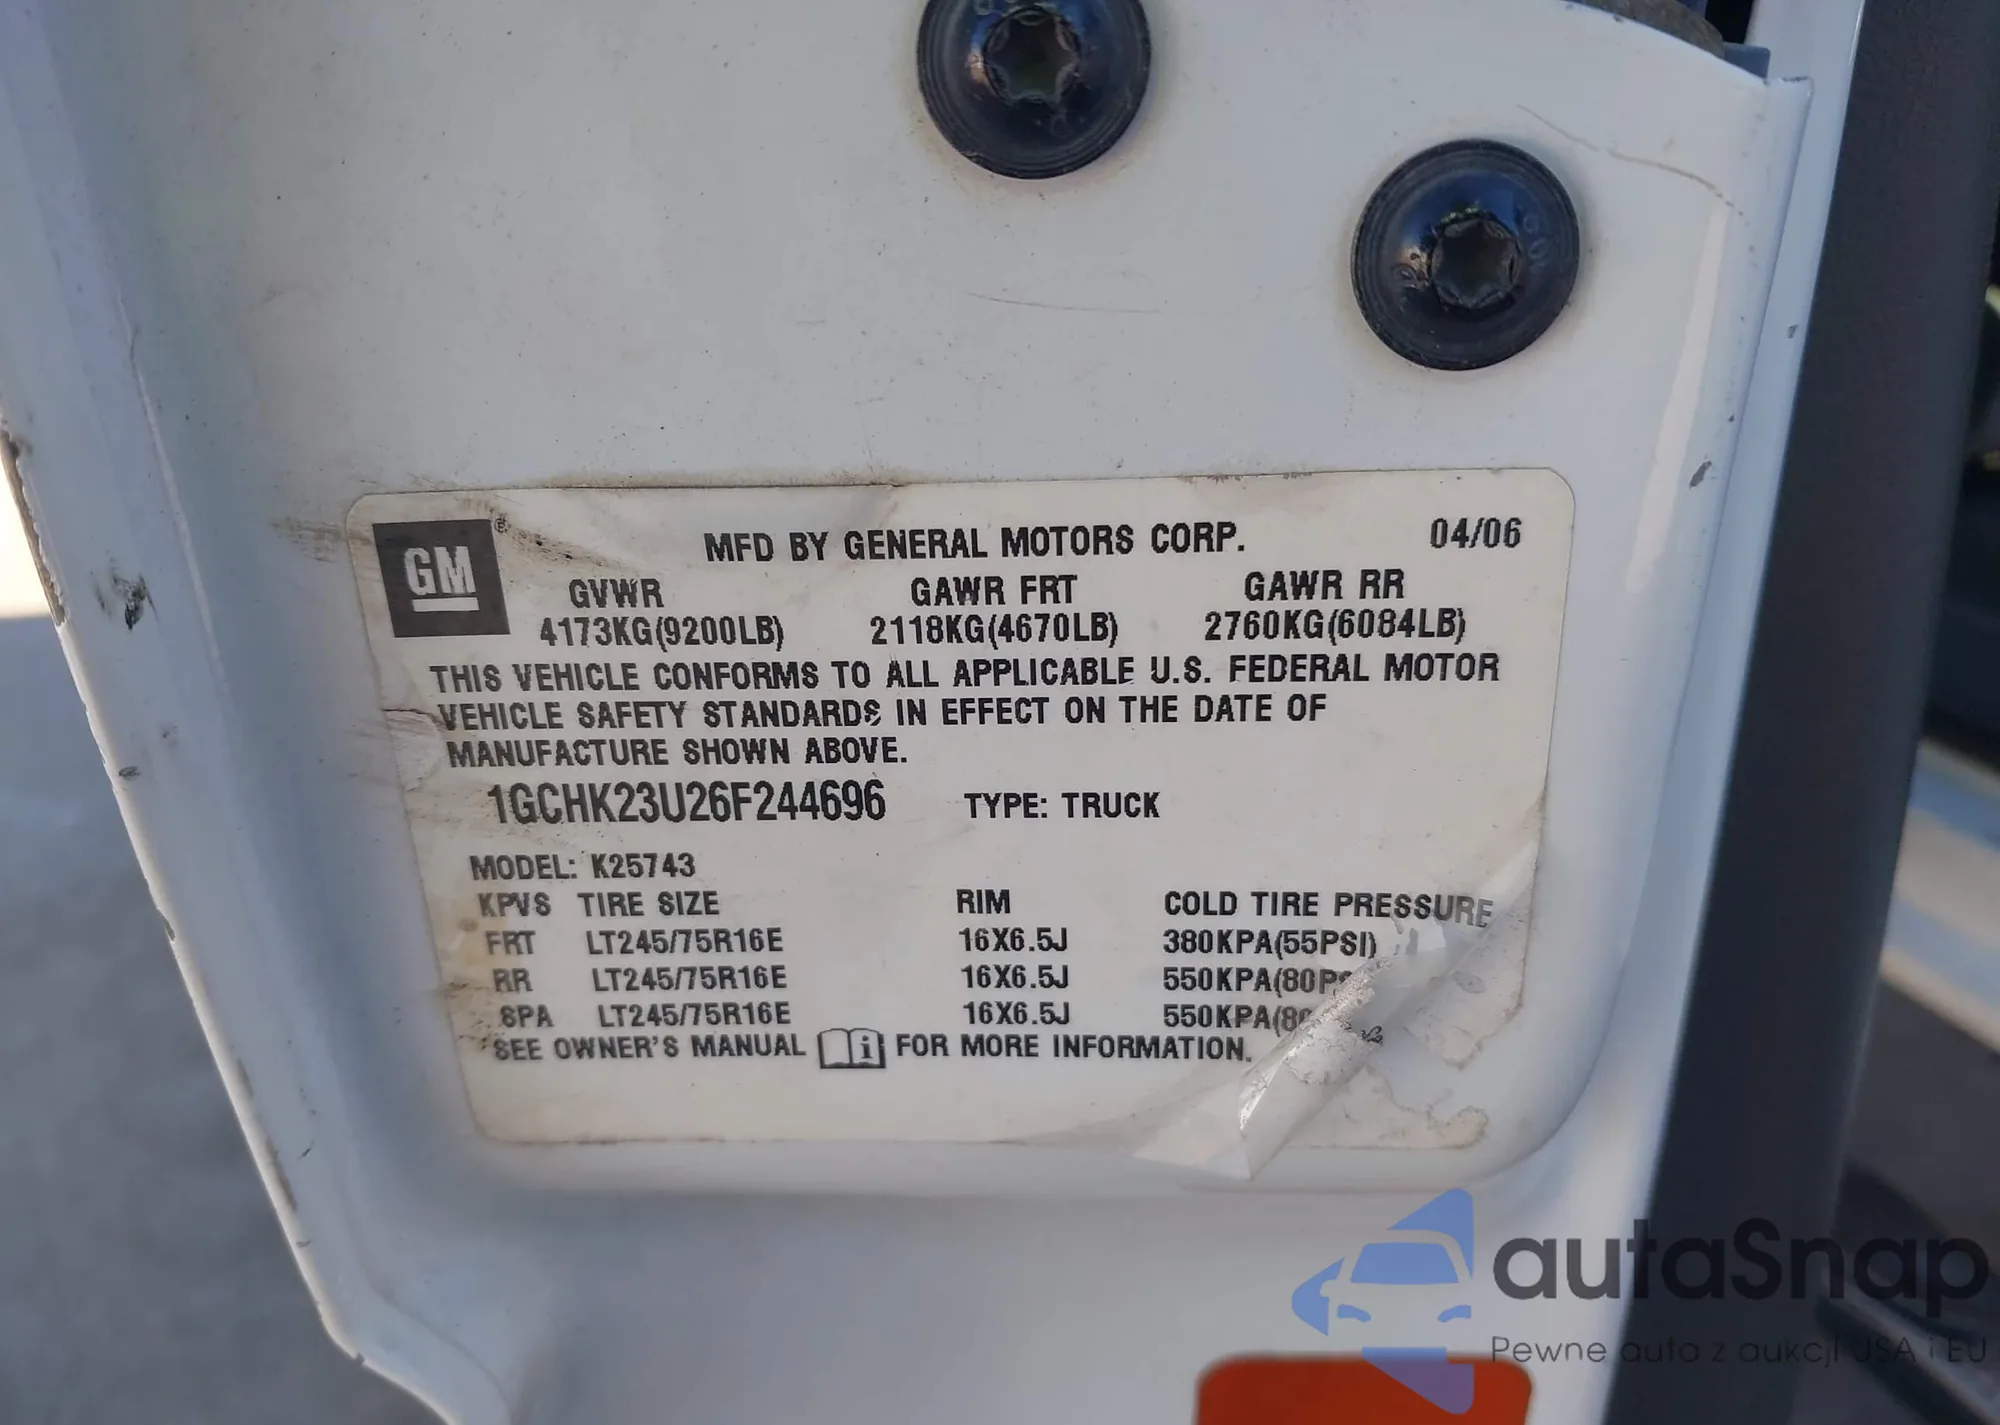 GM ®
MFD BY GENERAL MOTORS CORP. 04/06
GVWR GAWR FRT GAWR RR
4173KG(9200LB) 2118KG(4670LB) 2760KG(6084LB)
THIS VEHICLE CONFORMS TO ALL APPLICABLE U.S. FEDERAL MOTOR
VEHICLE SAFETY STANDARDS IN EFFECT ON THE DATE OF
MANUFACTURE SHOWN ABOVE.
1GCHK23U26F244696 TYPE: TRUCK
MODEL: K25743
KPVS TIRE SIZE RIM COLD TIRE PRESSURE
FRT LT245/75R16E 16X6.5J 380KPA(55PSI)
RR LT245/75R16E 16X6.5J 550KPA(80PS
SPA LT245/75R16E 16X6.5J 550KPA(8
SEE OWNER'S MANUAL i FOR MORE INFORMATION.
autaSnap
Pewne auto z aukcji USA i EU